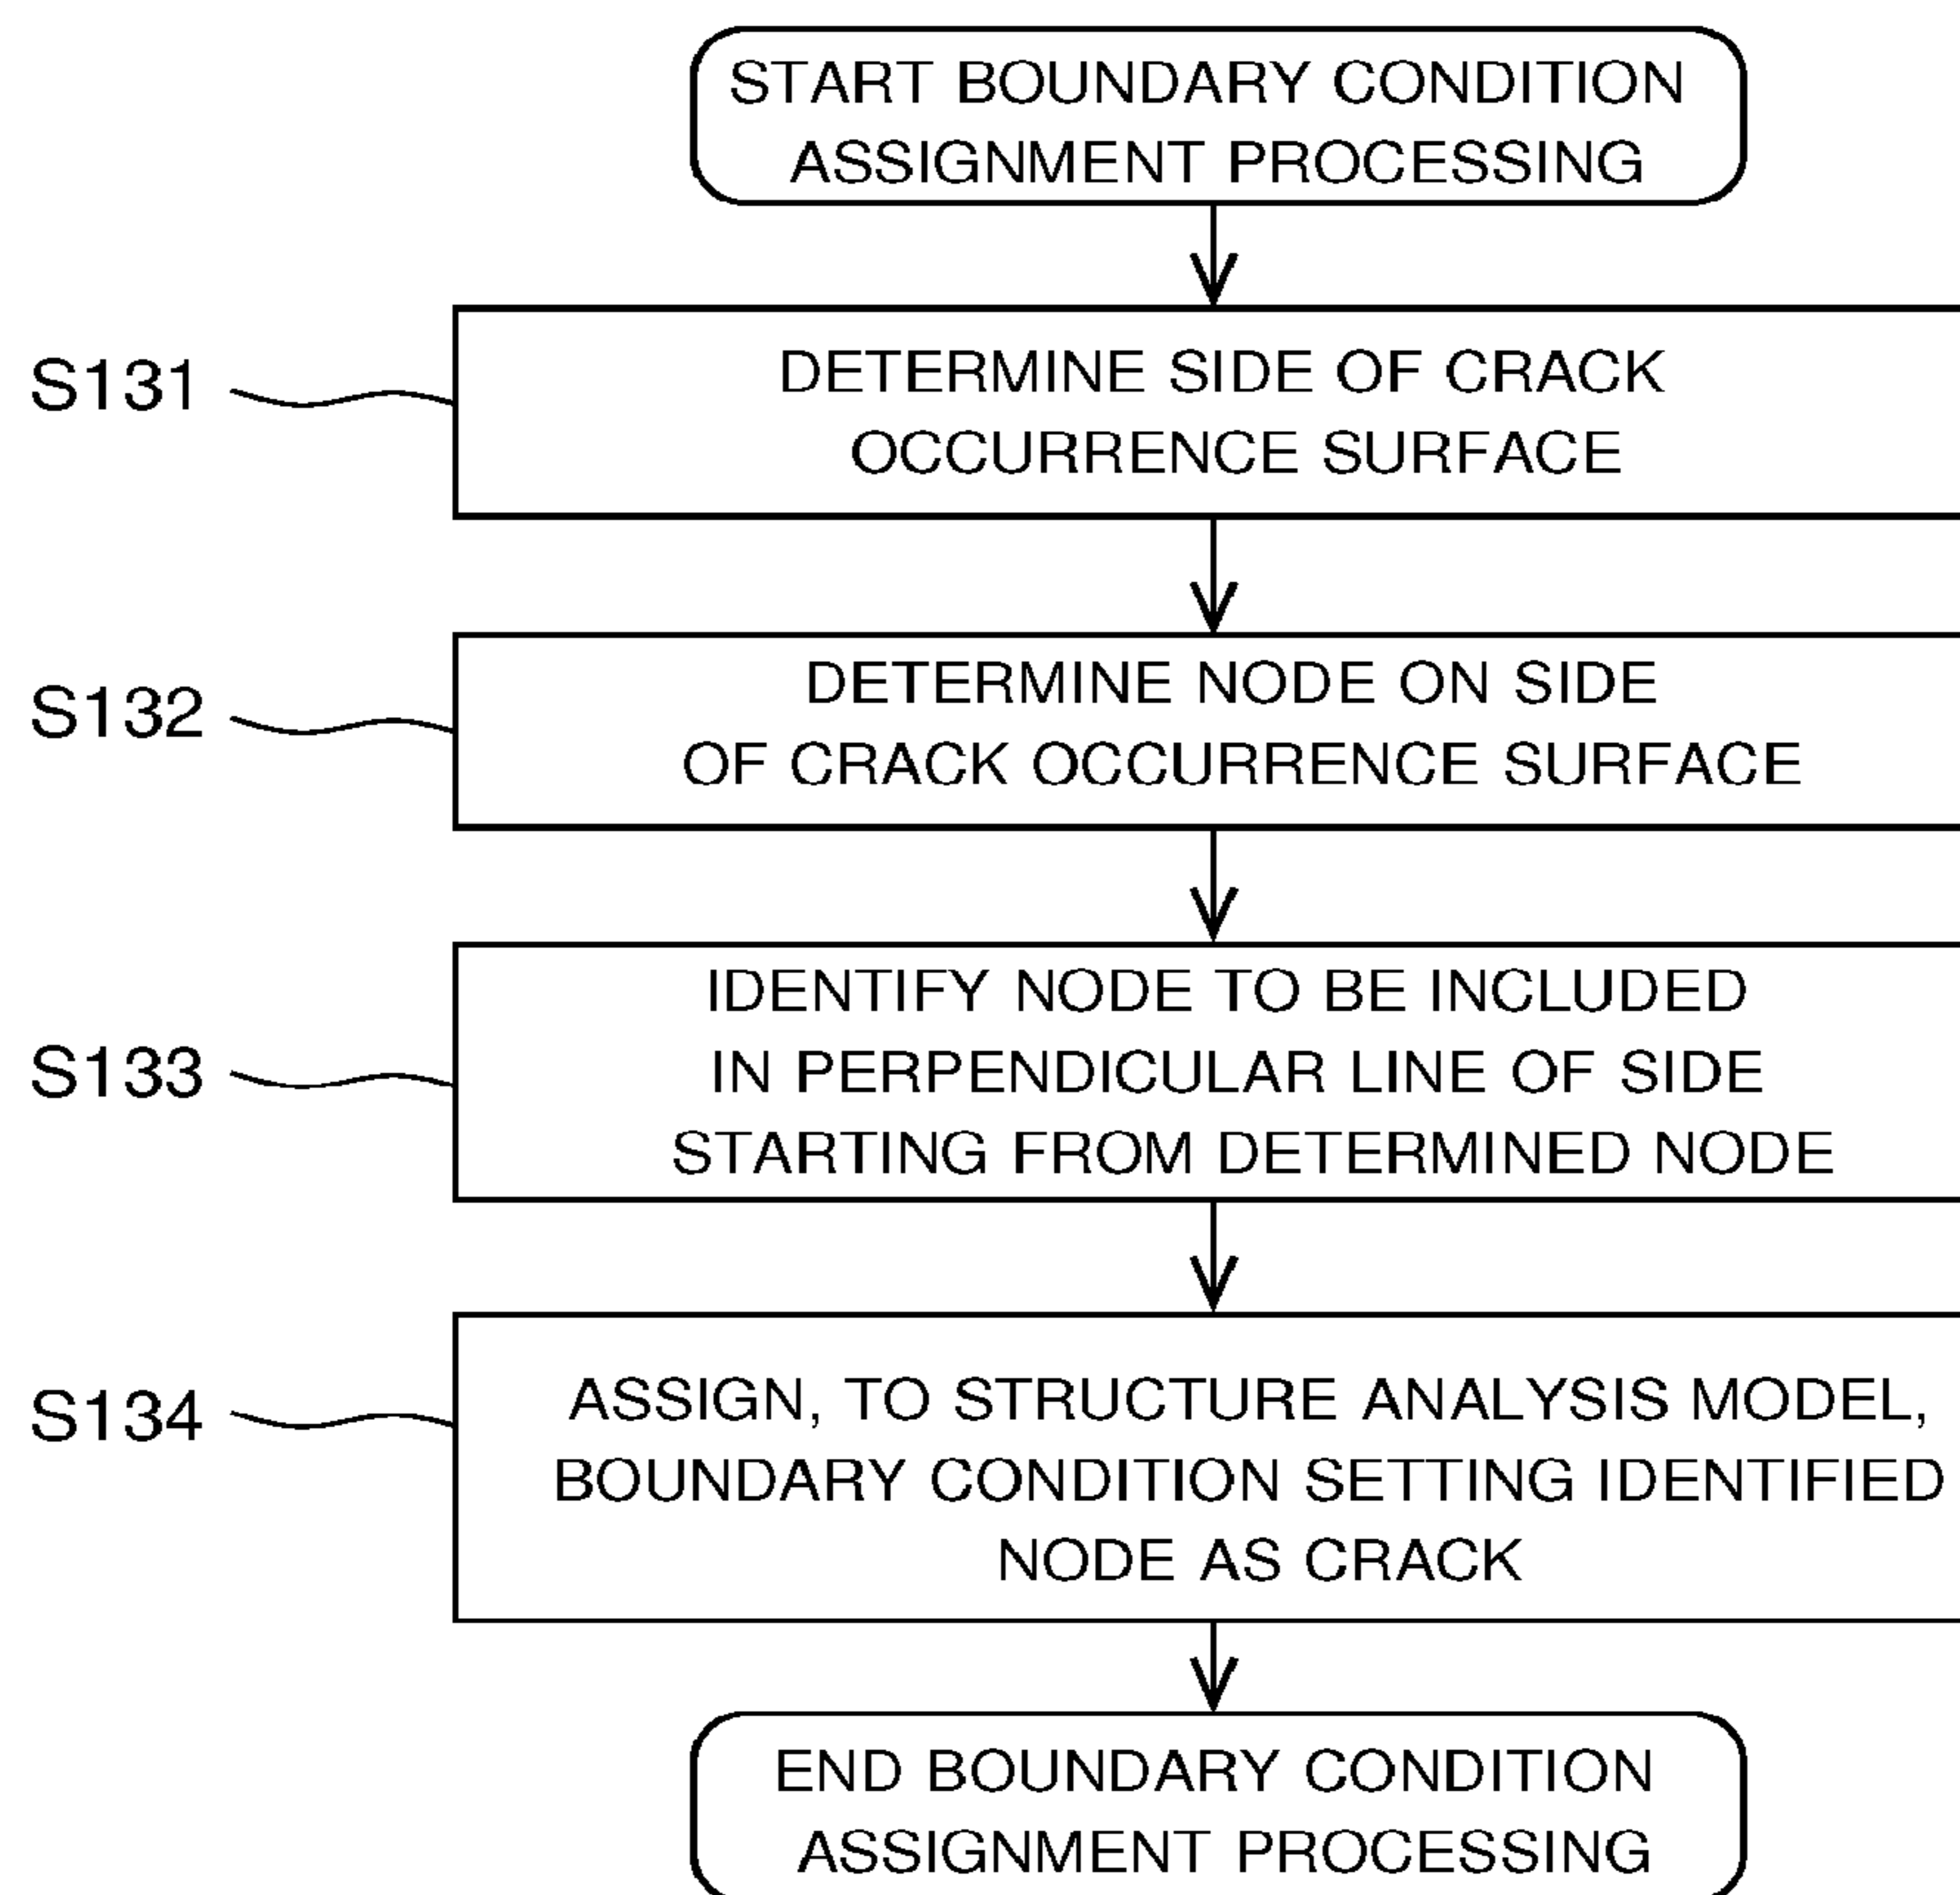 START BOUNDARY CONDITION
ASSIGNMENT PROCESSING
S131
DETERMINE SIDE OF CRACK
OCCURRENCE SURFACE
S132
DETERMINE NODE ON SIDE
OF CRACK OCCURRENCE SURFACE
S133
IDENTIFY NODE TO BE INCLUDED
IN PERPENDICULAR LINE OF SIDE
STARTING FROM DETERMINED NODE
S134
ASSIGN, TO STRUCTURE ANALYSIS MODEL,
BOUNDARY CONDITION SETTING IDENTIFIED
NODE AS CRACK
END BOUNDARY CONDITION
ASSIGNMENT PROCESSING